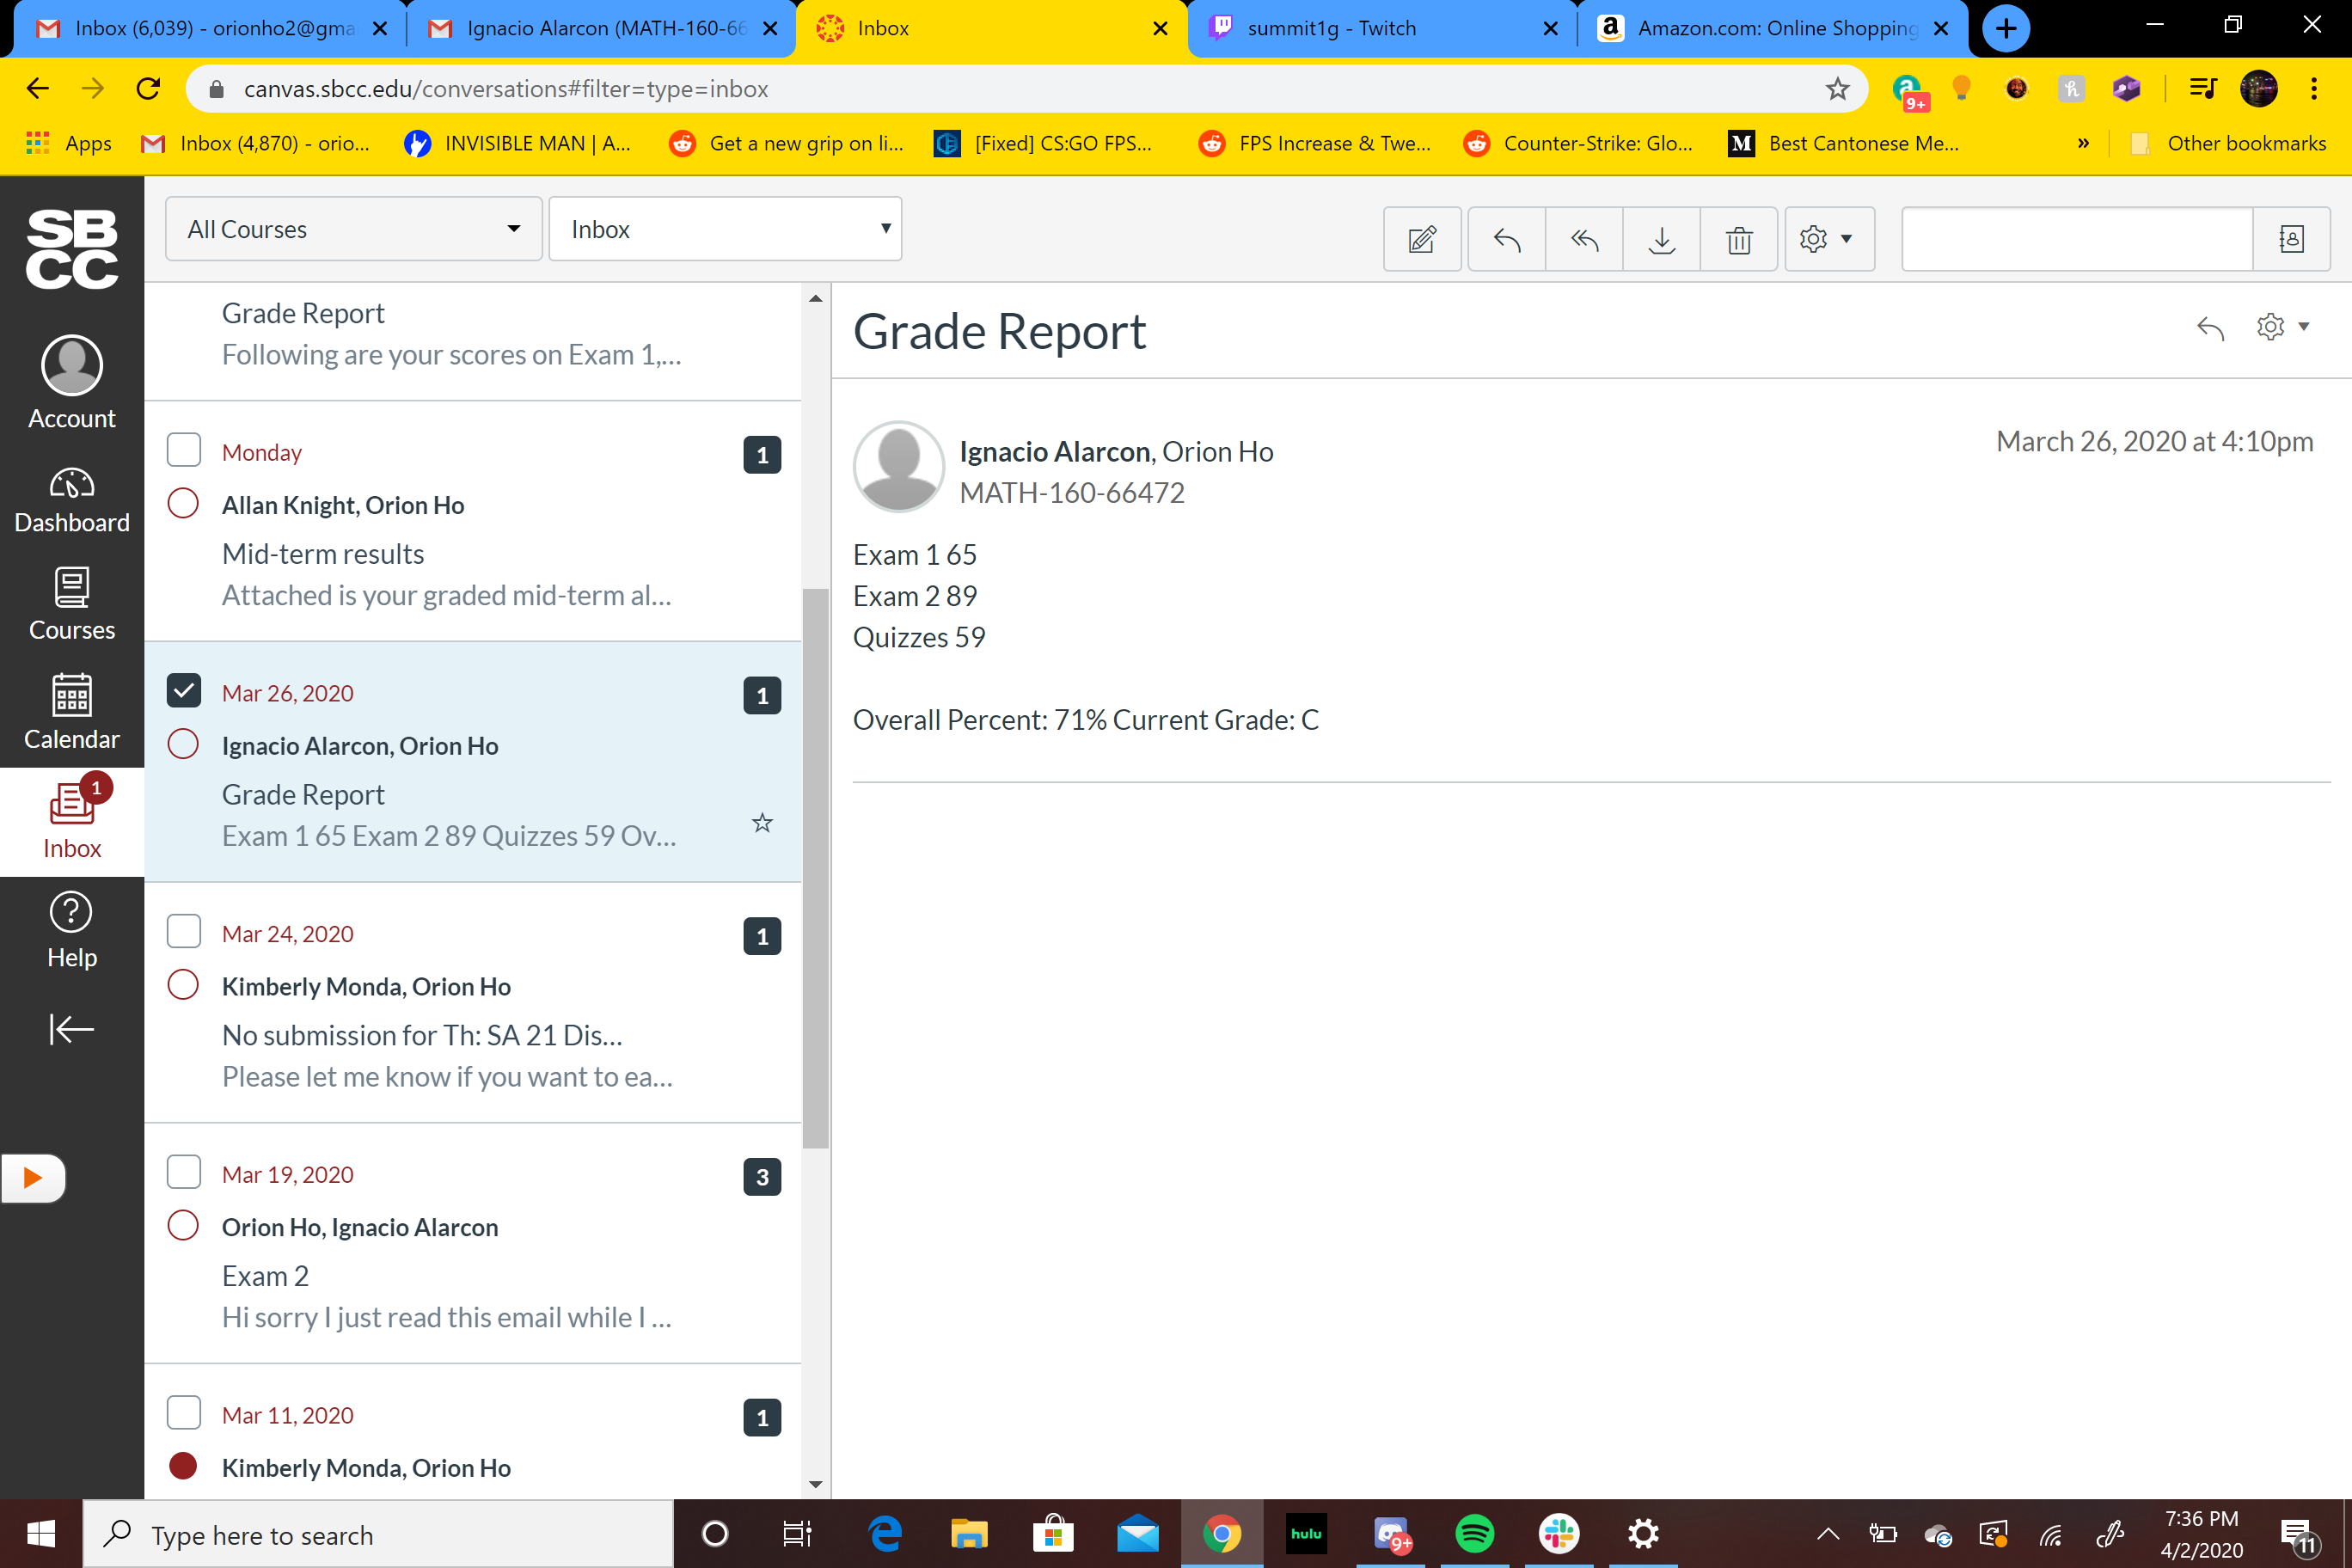 Inbox (6,039) - orionho2@gma
Ignacio Alarcon (MATH-160-66
Inbox
summit1g - Twitch
Amazon.com: Online Shopping
canvas.sbcc.edu/conversations#filter=type=inbox
9+
Apps
Inbox (4,870) - orio...
INVISIBLE MAN | A...
Get a new grip on li...
[Fixed] CS:GO FPS...
FPS Increase & Twe...
Counter-Strike: Glo...
M
Best Cantonese Me...
»
Other bookmarks
SB
CC
Account
Dashboard
Courses
Calendar
1
Inbox
Help
All Courses
Inbox
Grade Report
Following are your scores on Exam 1,...
Monday
1
Allan Knight, Orion Ho
Mid-term results
Attached is your graded mid-term al...
Mar 26, 2020
1
Ignacio Alarcon, Orion Ho
Grade Report
Exam 1 65 Exam 2 89 Quizzes 59 Ov...
Mar 24, 2020
1
Kimberly Monda, Orion Ho
No submission for Th: SA 21 Dis...
Please let me know if you want to ea...
Mar 19, 2020
3
Orion Ho, Ignacio Alarcon
Exam 2
Hi sorry I just read this email while I ...
Mar 11, 2020
1
Kimberly Monda, Orion Ho
Grade Report
Ignacio Alarcon, Orion Ho
March 26, 2020 at 4:10pm
MATH-160-66472
Exam 1 65
Exam 2 89
Quizzes 59
Overall Percent: 71% Current Grade: C
Type here to search
hulu
9+
7:36 PM
4/2/2020
11